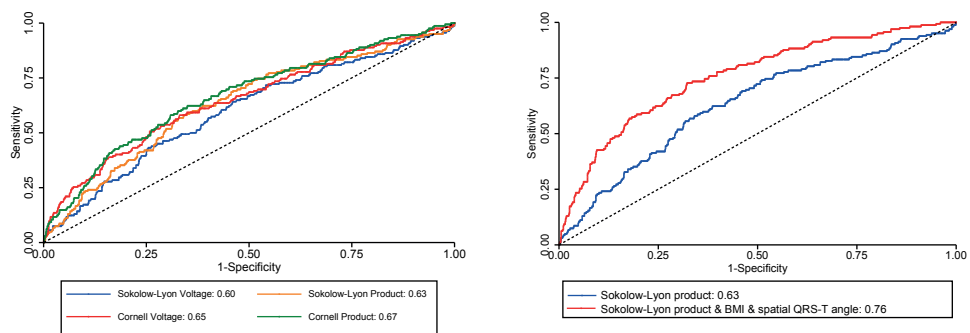 1.00
0.75
0.50
0.25
0.00
Sensitivity
0.00
0.25
0.50
0.75
1.00
1-Specificity
Sokolow-Lyon Voltage: 0.60
Sokolow-Lyon Product: 0.63
Cornell Voltage: 0.65
Cornell Product: 0.67
1.00
0.75
0.50
0.25
0.00
Sensitivity
0.00
0.25
0.50
0.75
1.00
1-Specificity
Sokolow-Lyon product: 0.63
Sokolow-Lyon product & BMI & spatial QRS-T angle: 0.76